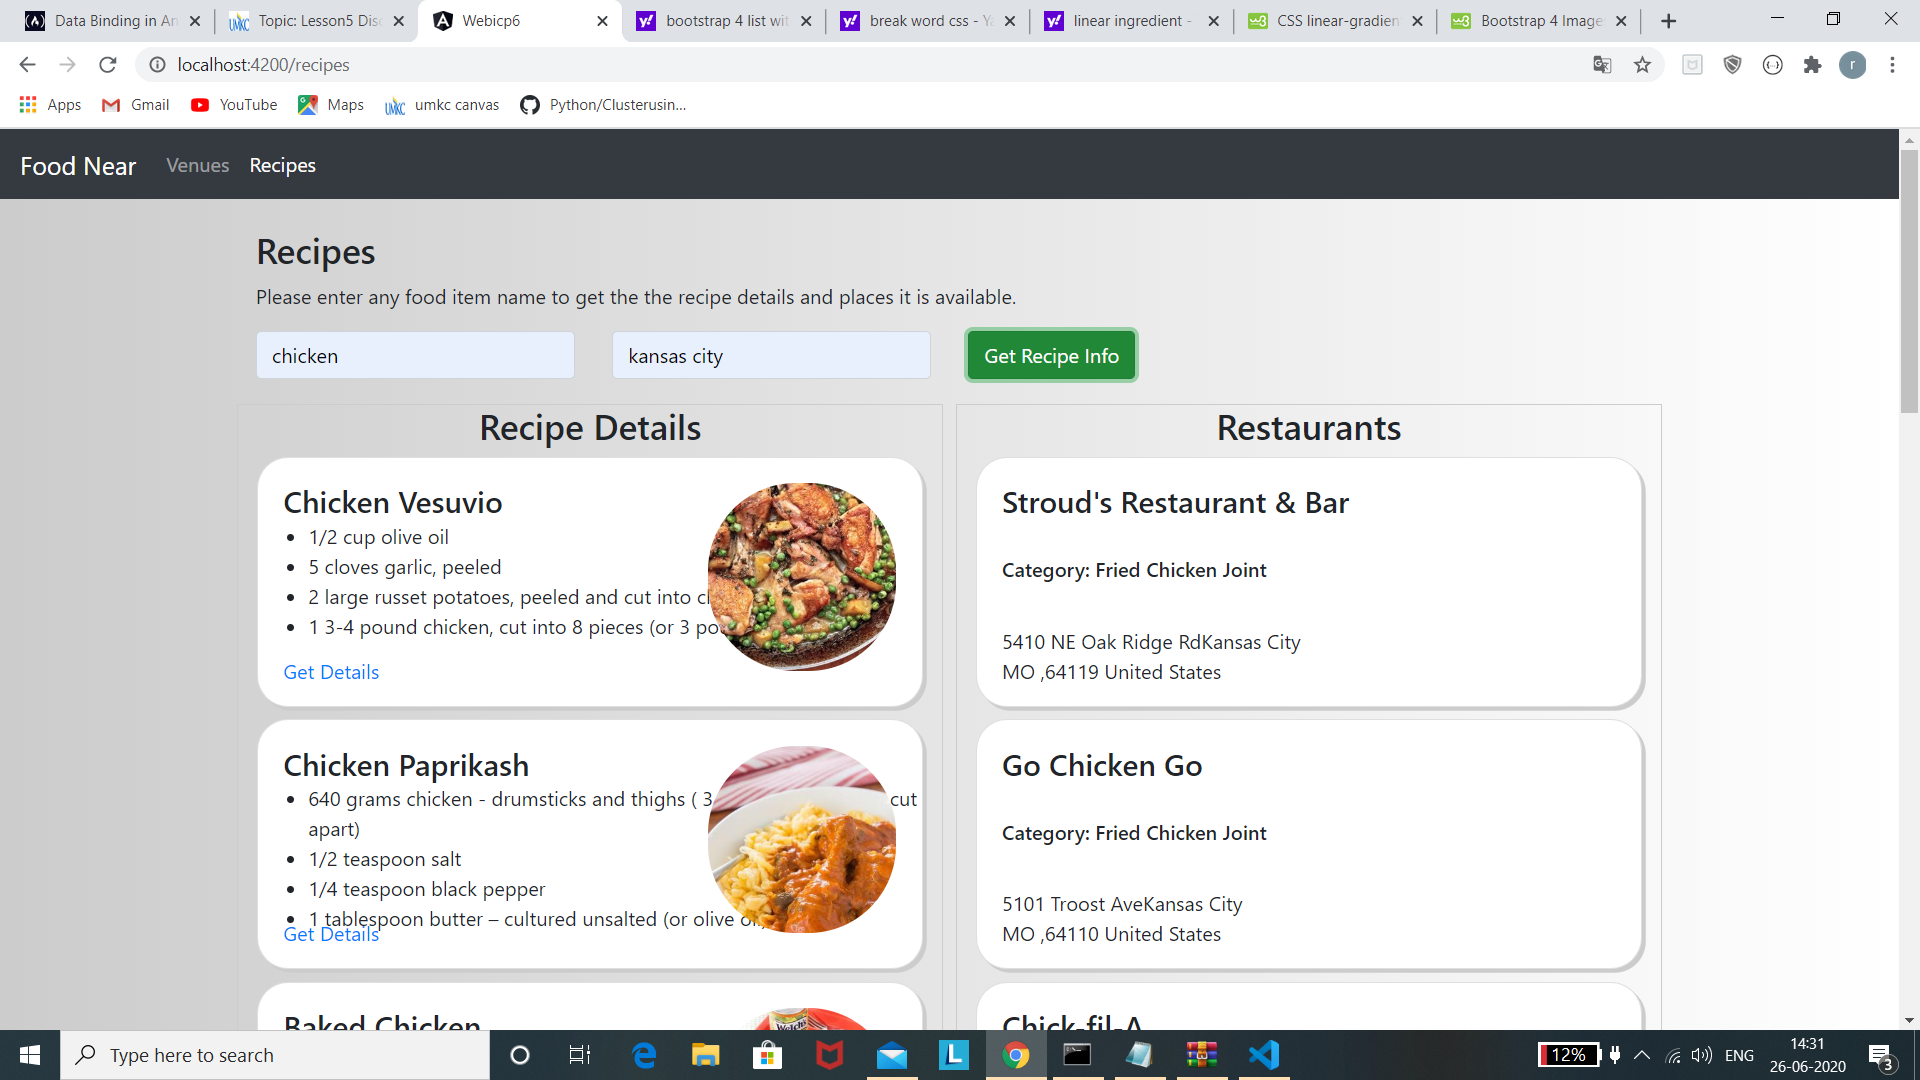 Data Binding in An
Topic: Lesson5 Disc
Webicp6
bootstrap 4 list wit
break word css - Ya
linear ingredient -
CSS linear-gradien
Bootstrap 4 Image
localhost:4200/recipes
Apps
Gmail
YouTube
Maps
umkc canvas
Python/Clusterusin...
r
Food Near
Venues
Recipes
Recipes
Please enter any food item name to get the the recipe details and places it is available.
chicken
kansas city
Get Recipe Info
Recipe Details
Chicken Vesuvio
1/2 cup olive oil
5 cloves garlic, peeled
2 large russet potatoes, peeled and cut into
1 3-4 pound chicken, cut into 8 pieces (or 3
Get Details
Chicken Paprikash
640 grams chicken - drumsticks and thighs ( 3 cut
apart)
1/2 teaspoon salt
1/4 teaspoon black pepper
1 tablespoon butter – cultured unsalted (or olive
Get Details
Baked Chicken
Welch's
Restaurants
Stroud's Restaurant & Bar
Category: Fried Chicken Joint
5410 NE Oak Ridge RdKansas City
MO ,64119 United States
Go Chicken Go
Category: Fried Chicken Joint
5101 Troost AveKansas City
MO ,64110 United States
Chick-fil-A
Type here to search
L
12%
ENG
14:31
26-06-2020
3